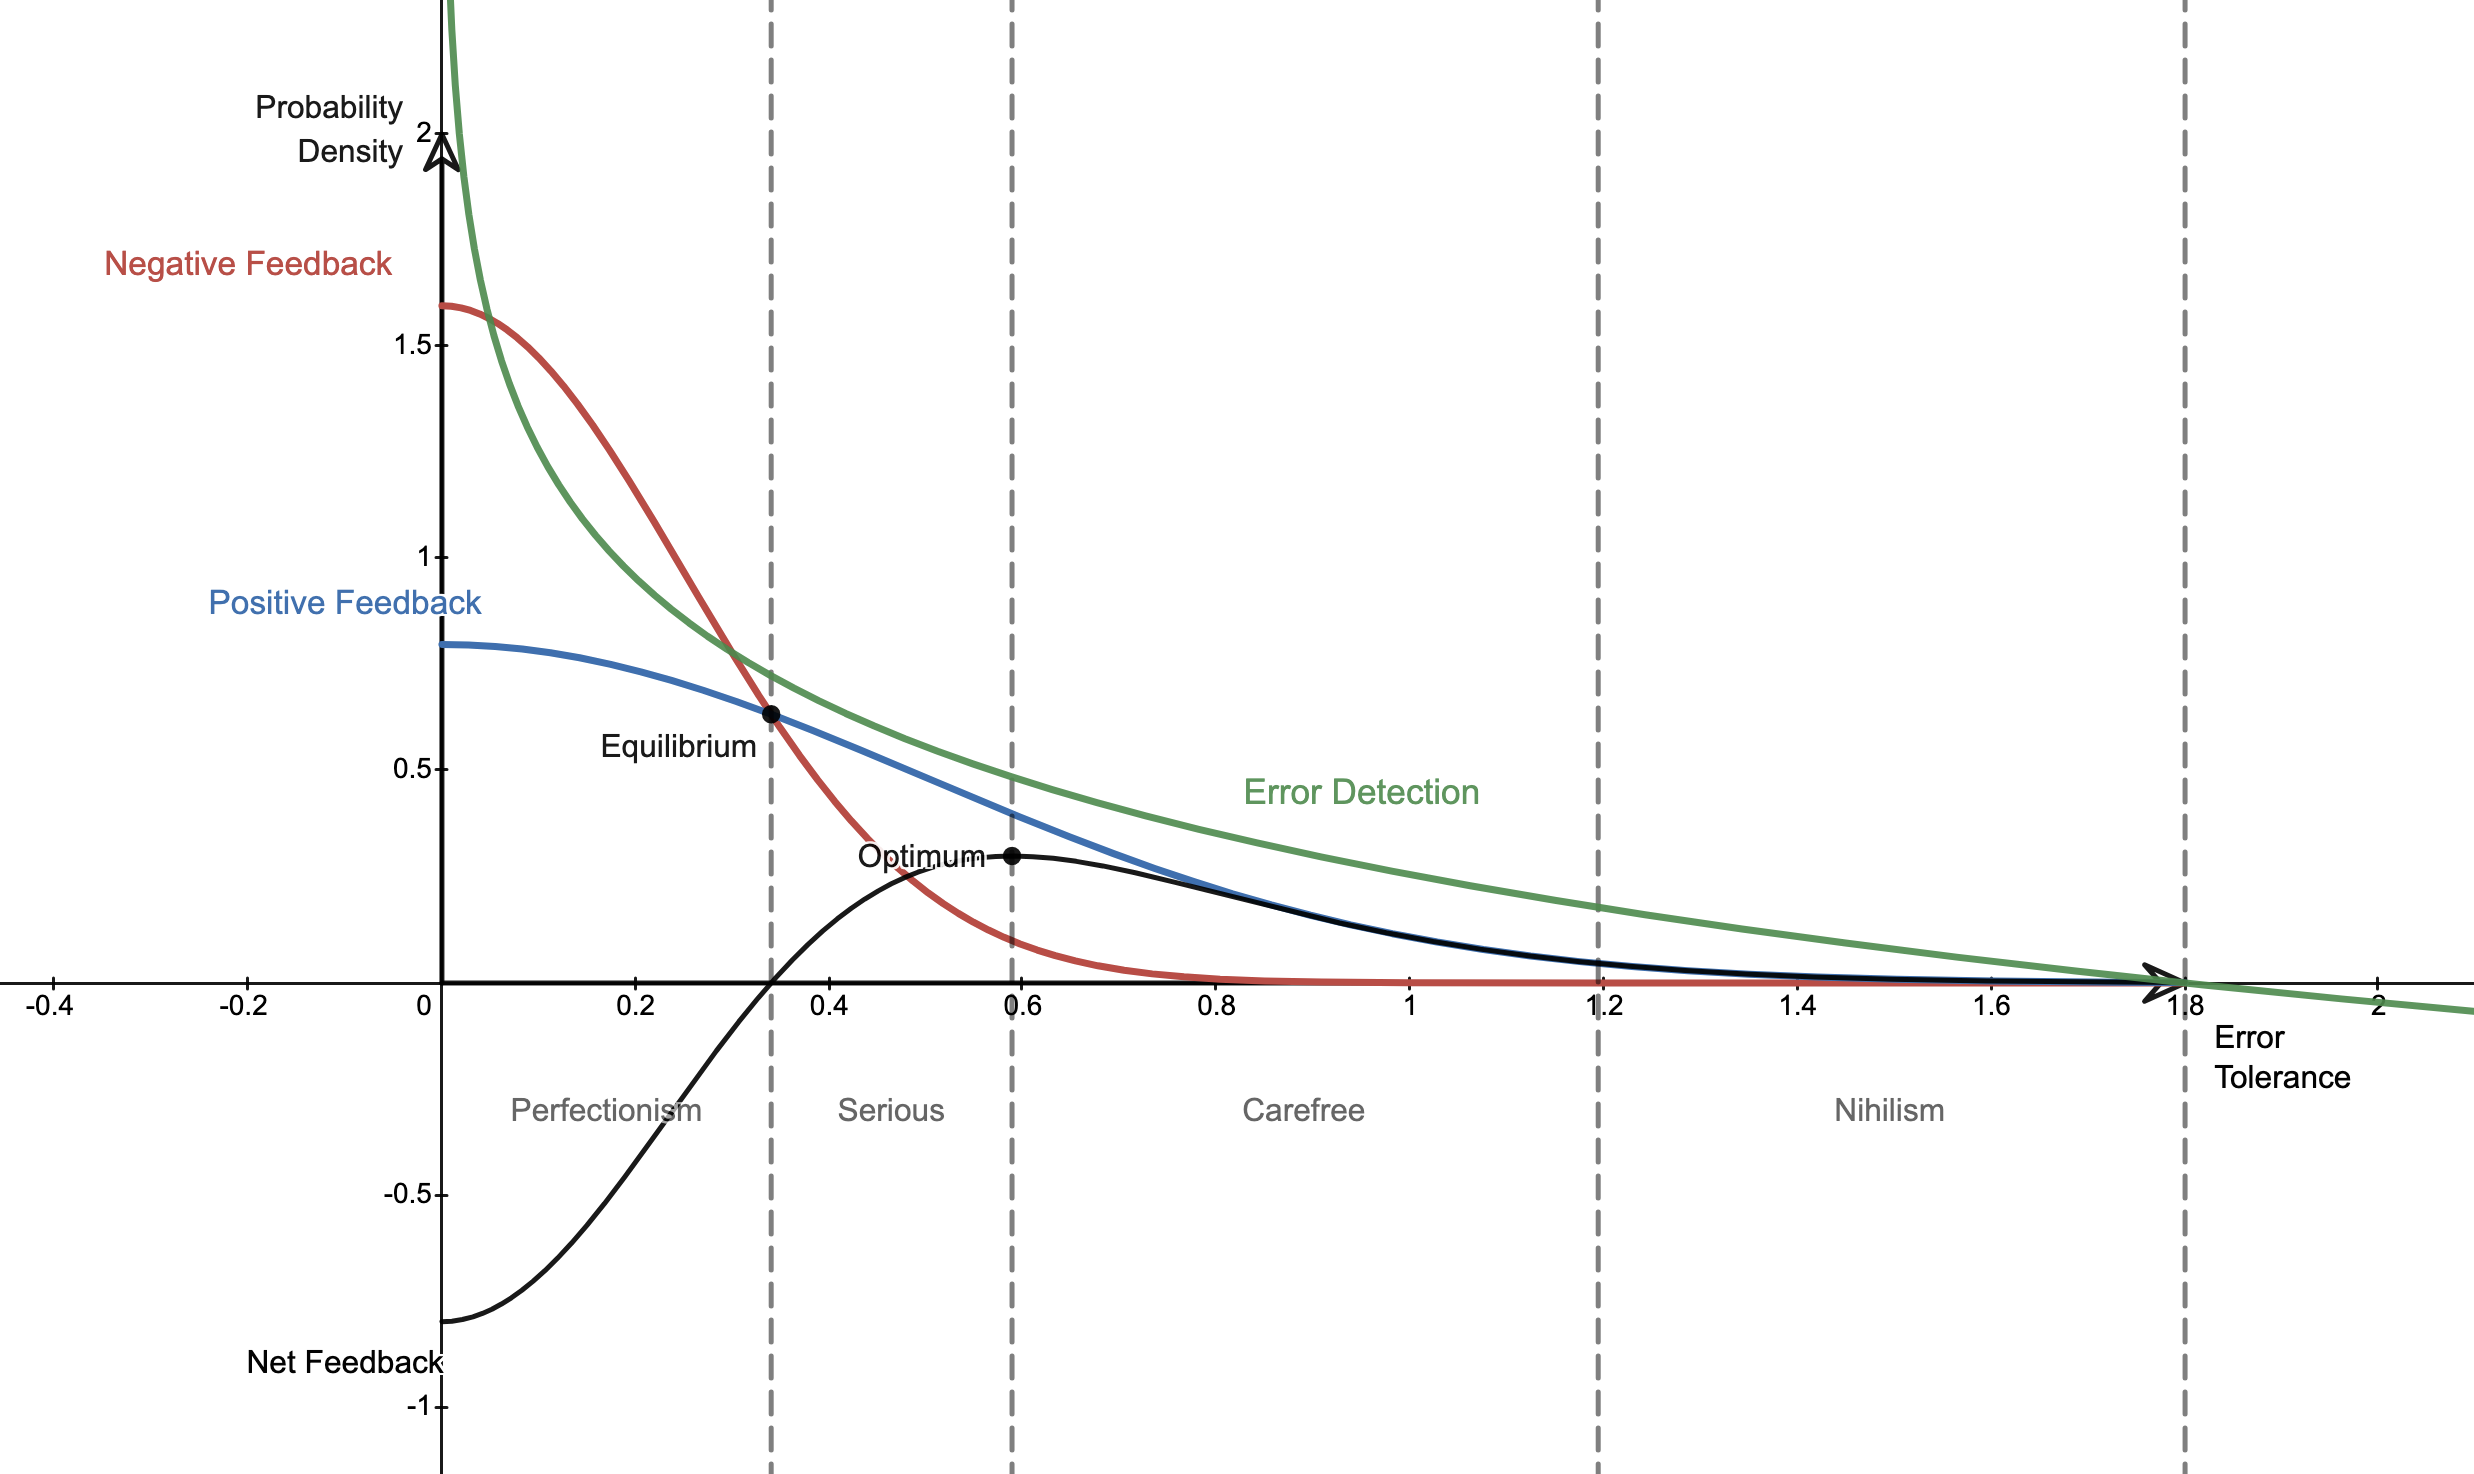 Probability
Density
2
Negative Feedback
1.5
1
Positive Feedback
Equilibrium
0.5
Error Detection
Optimum
-0.4 -0.2 0 0.2 0.4 0.6 0.8 1 1.2 1.4 1.6 1.8 2
Error
Tolerance
Perfectionism Serious Carefree Nihilism
-0.5
Net Feedback
-1